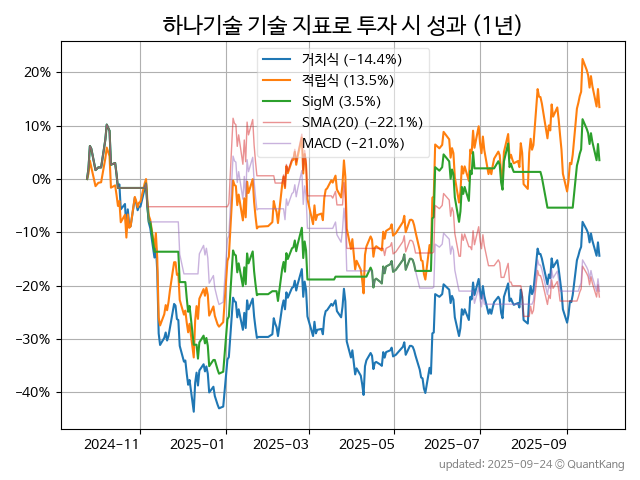 하나기술 기술 지표로 투자 시 성과 (1년)
거치식 (−14.4%)
적립식 (13.5%)
SigM (3.5%)
SMA(20) (−22.1%)
MACD (−21.0%)
20%
10%
0%
−10%
−20%
−30%
−40%
2024-11 2025-01 2025-03 2025-05 2025-07 2025-09
updated: 2025-09-24 ⓒ QuantKang